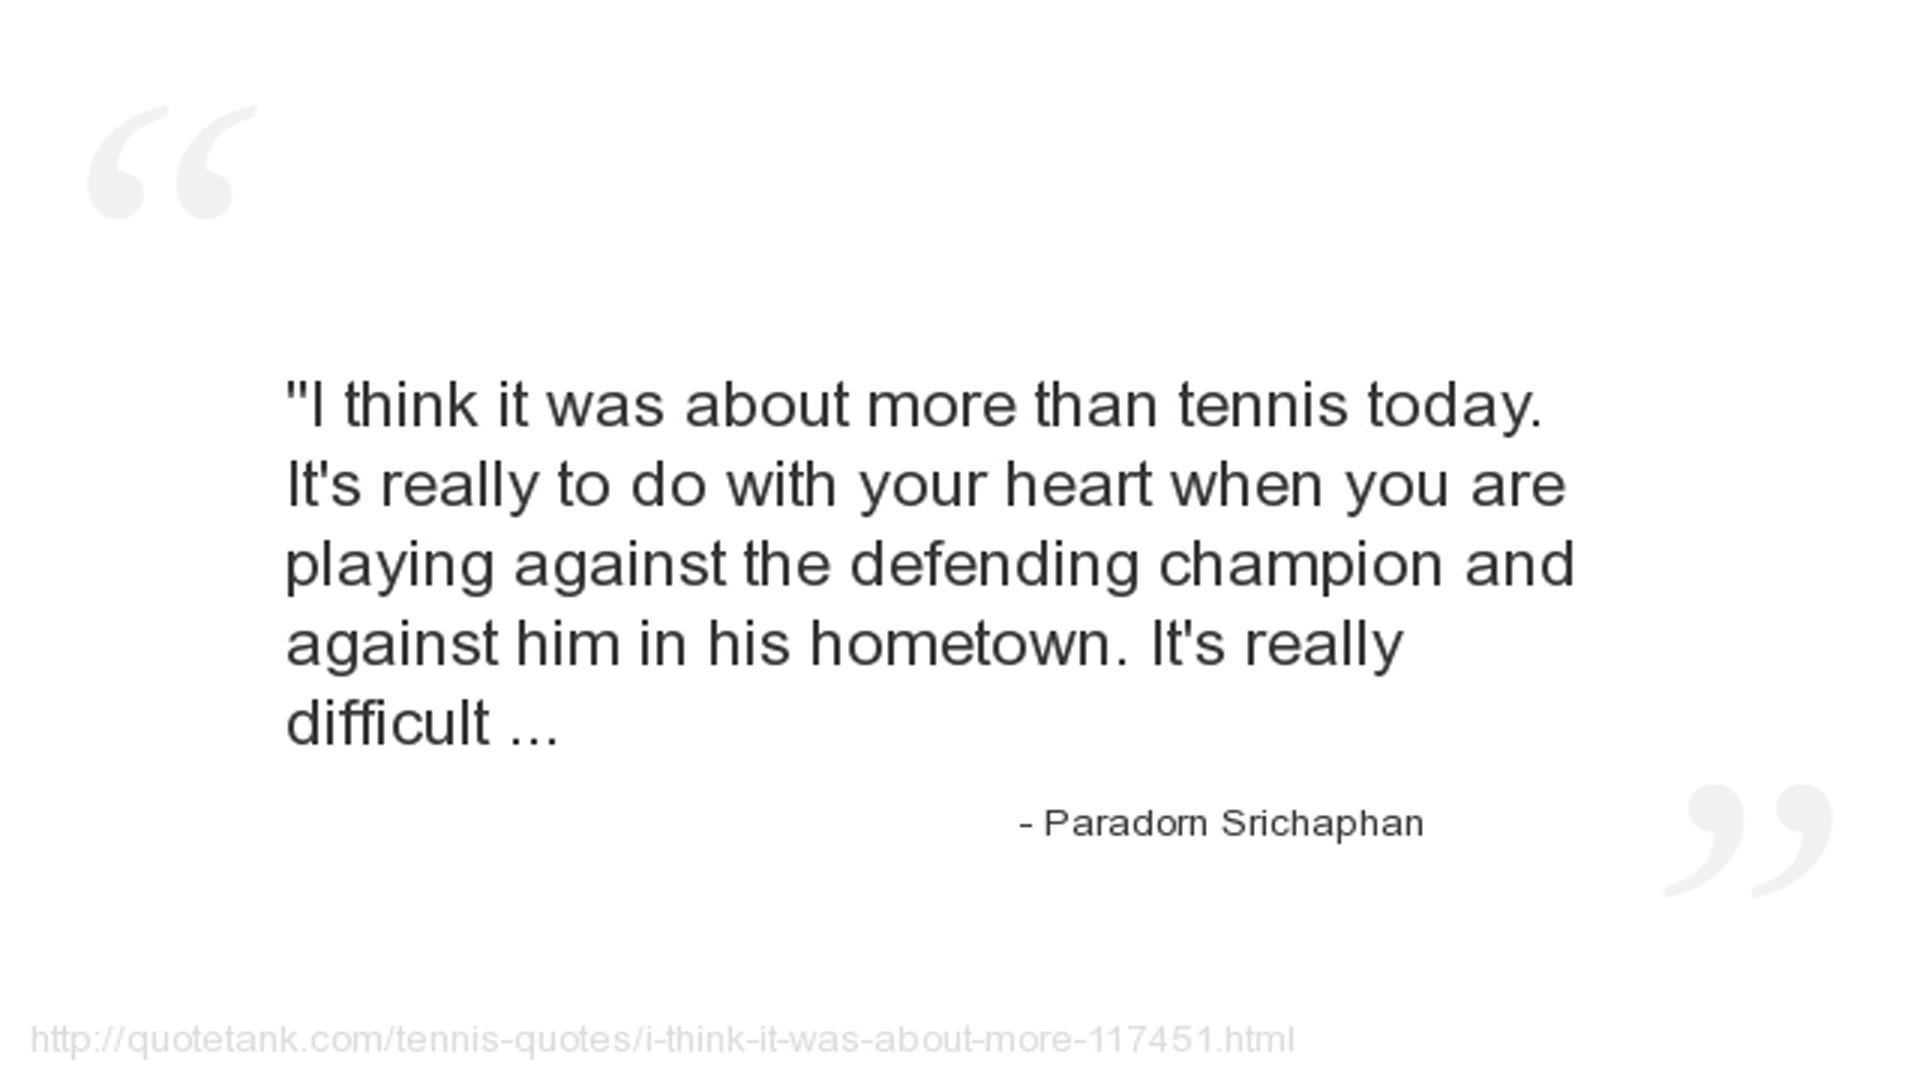 "I think it was about more than tennis today.
It's really to do with your heart when you are
playing against the defending champion and
against him in his hometown. It's really
difficult ...
- Paradorn Srichaphan
http://quotetank.com/tennis-quotes/i-think-it-was-about-more-117451.html